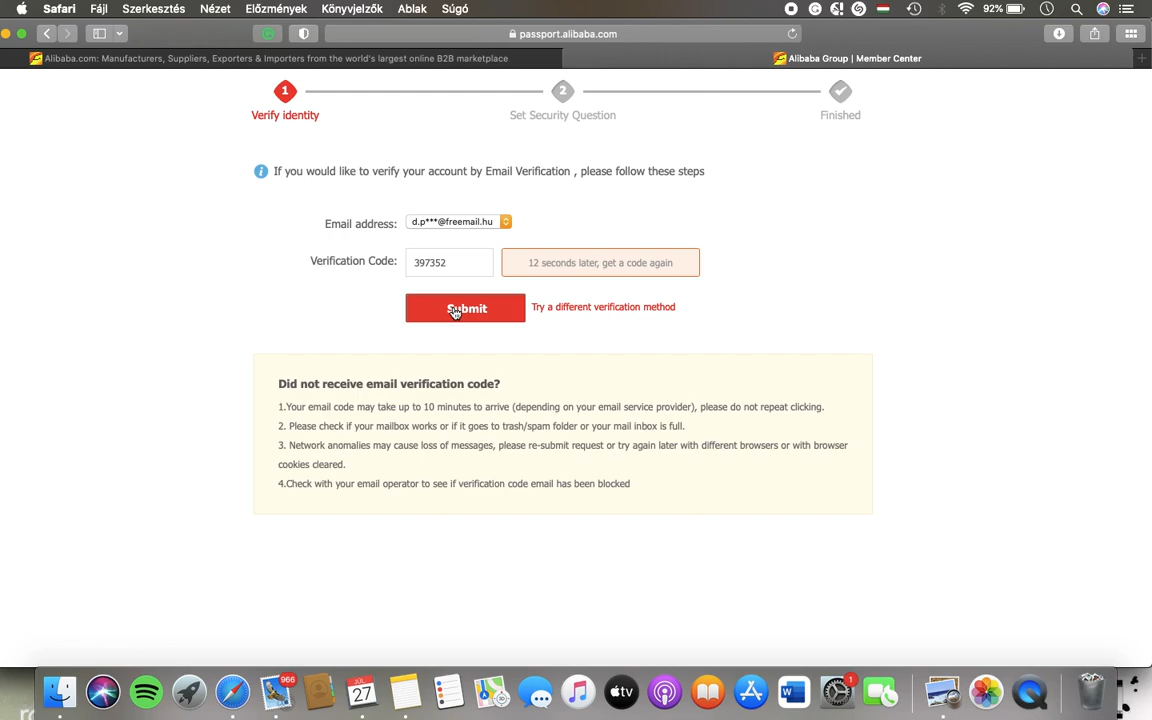 Safari Fájl Szerkesztés Nézet Előzmények Könyvjelzők Ablak Súgó 92%
passport.alibaba.com
Alibaba.com: Manufacturers, Suppliers, Exporters & Importers from the world's largest online B2B marketplace
Alibaba Group | Member Center
1 2
Verify identity Set Security Question Finished
If you would like to verify your account by Email Verification , please follow these steps
Email address: d.p***@freemail.hu
Verification Code: 397352 12 seconds later, get a code again
Submit Try a different verification method
Did not receive email verification code?
1.Your email code may take up to 10 minutes to arrive (depending on your email service provider), please do not repeat clicking.
2. Please check if your mailbox works or if it goes to trash/spam folder or your mail inbox is full.
3. Network anomalies may cause loss of messages, please re-submit request or try again later with different browsers or with browser
cookies cleared.
4.Check with your email operator to see if verification code email has been blocked
966 27 tv W 1